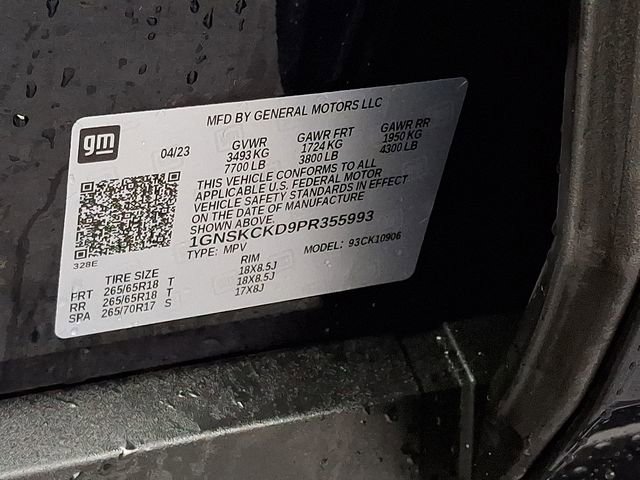 MFD BY GENERAL MOTORS LLC
gm
04/23
GVWR GAWR FRT GAWR RR
3493 KG 1724 KG 1950 KG
7700 LB 3800 LB 4300 LB
THIS VEHICLE CONFORMS TO ALL
APPLICABLE U.S. FEDERAL MOTOR
VEHICLE SAFETY STANDARDS IN EFFECT
ON THE DATE OF MANUFACTURE
SHOWN ABOVE.
1GNSKCKD9PR355993
TYPE: MPV MODEL: 93CK10906
328E
TIRE SIZE RIM
FRT 265/65R18 T 18X8.5J
RR 265/65R18 T 18X8.5J
SPA 265/70R17 S 17X8J